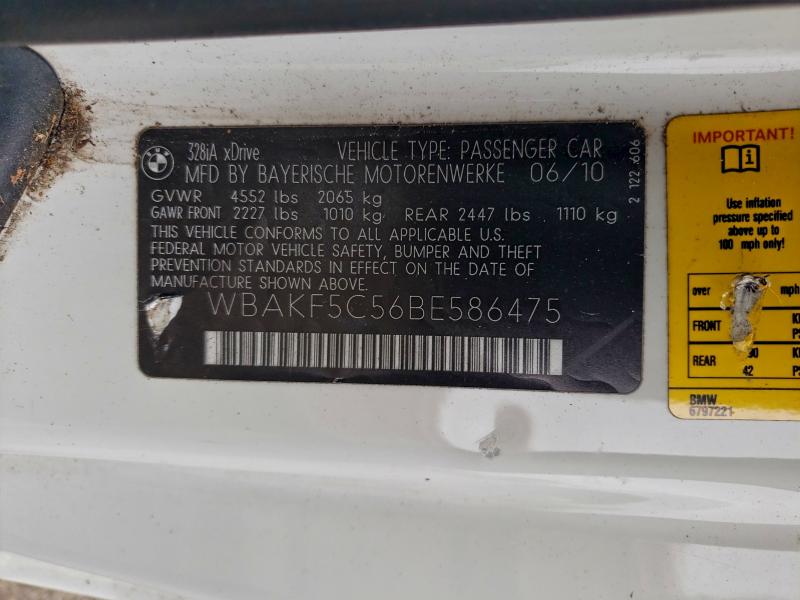 BMW
328iA xDrive VEHICLE TYPE: PASSENGER CAR
MFD BY BAYERISCHE MOTORENWERKE 06/10
GVWR 4552 lbs 2065 kg
GAWR FRONT 2227 lbs 1010 kg REAR 2447 lbs 1110 kg
THIS VEHICLE CONFORMS TO ALL APPLICABLE U.S.
FEDERAL MOTOR VEHICLE SAFETY, BUMPER AND THEFT
PREVENTION STANDARDS IN EFFECT ON THE DATE OF
MANUFACTURE SHOWN ABOVE.
WBAKF5C56BE586475
2 122 606
IMPORTANT!
i
Use inflation
pressure specified
above up to
100 mph only!
over mph
FRONT
REAR
42
BMW
6797221